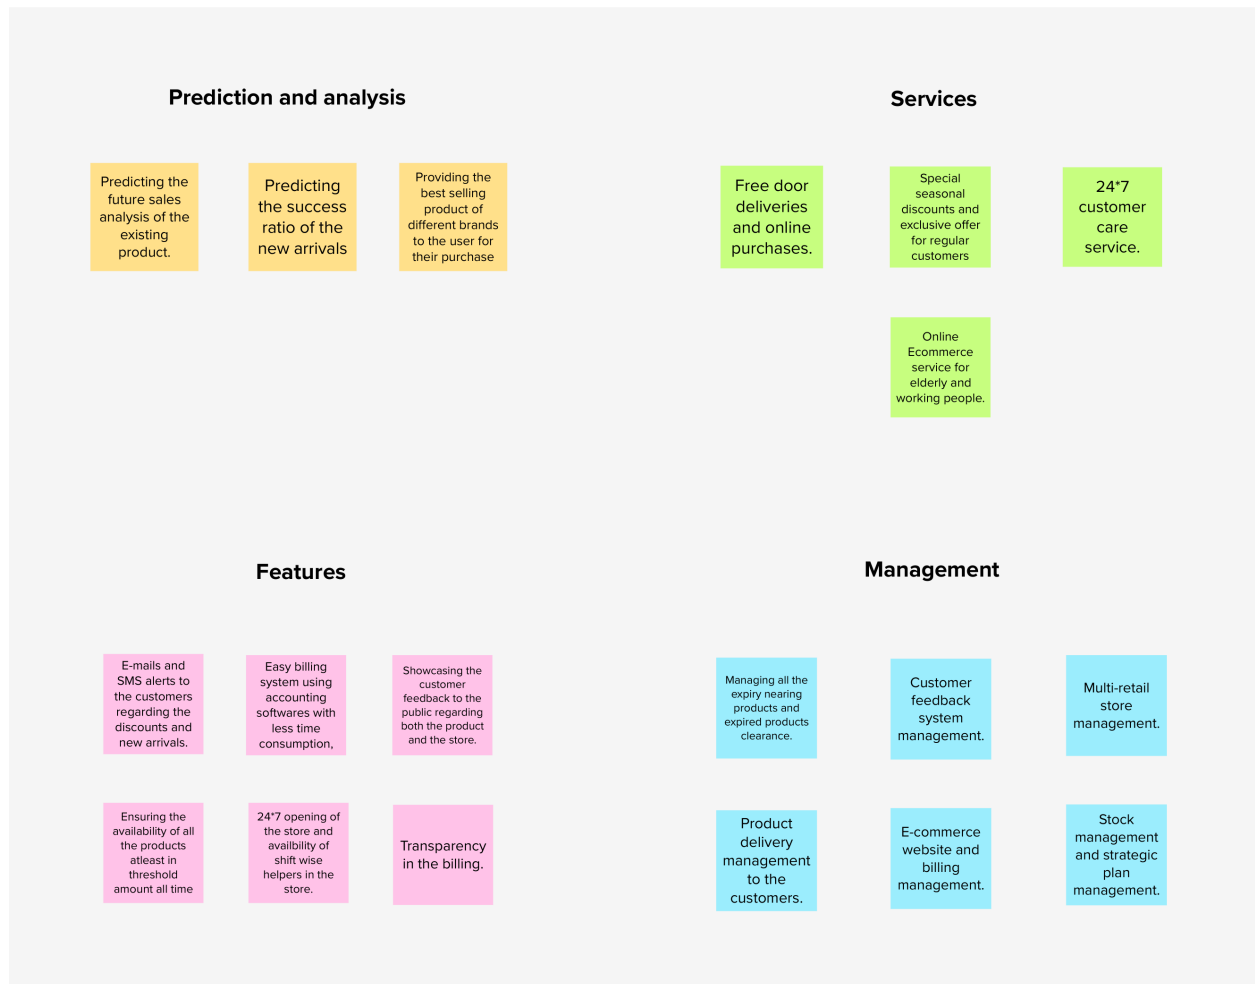 Prediction and analysis
Predicting the
future sales
analysis of the
existing
product.
Predicting
the success
ratio of the
new arrivals
Providing the
best selling
product of
different brands
to the user for
their purchase
Services
Free door
deliveries
and online
purchases.
Special
seasonal
discounts and
exclusive offer
for regular
customers
24*7
customer
care
service.
Online
Ecommerce
service for
elderly and
working people.
Features
E-mails and
SMS alerts to
the customers
regarding the
discounts and
new arrivals.
Easy billing
system using
accounting
softwares with
less time
consumption,
Showcasing the
customer
feedback to the
public regarding
both the product
and the store.
Ensuring the
availability of all
the products
atleast in
threshold
amount all time
24*7 opening of
the store and
availbility of
shift wise
helpers in the
store.
Transparency
in the billing.
Management
Managing all the
expiry nearing
products and
expired products
clearance.
Customer
feedback
system
management.
Multi-retail
store
management.
Product
delivery
management
to the
customers.
E-commerce
website and
billing
management.
Stock
management
and strategic
plan
management.